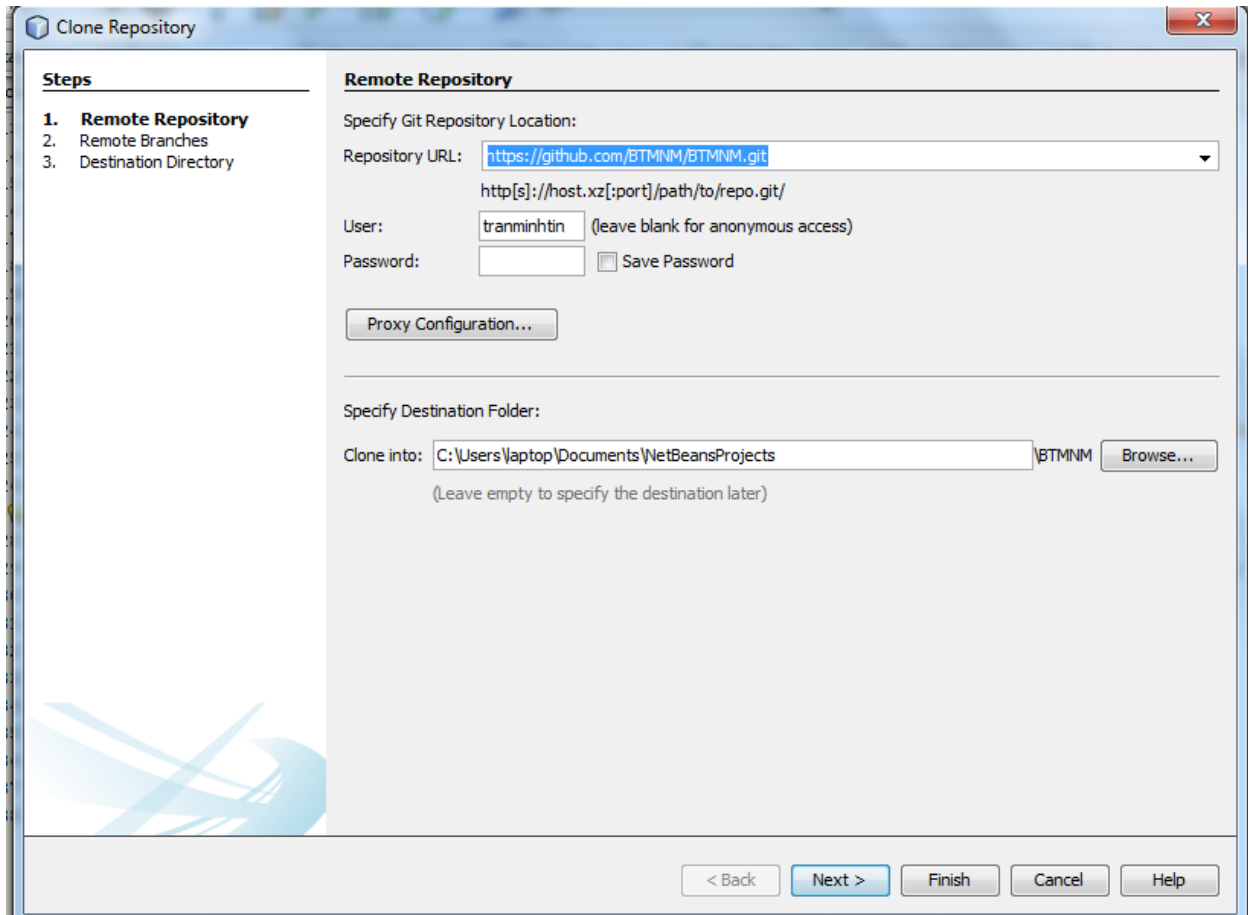 Clone Repository
Steps
1. Remote Repository
2. Remote Branches
3. Destination Directory
Remote Repository
Specify Git Repository Location:
Repository URL: https://github.com/BTMNM/BTMNM.git
http[s]://host.xz[:port]/path/to/repo.git/
User: tranminhtin (leave blank for anonymous access)
Password: Save Password
Proxy Configuration...
Specify Destination Folder:
Clone into: C:\Users\laptop\Documents\NetBeansProjects \BTMNM Browse...
(Leave empty to specify the destination later)
< Back Next > Finish Cancel Help